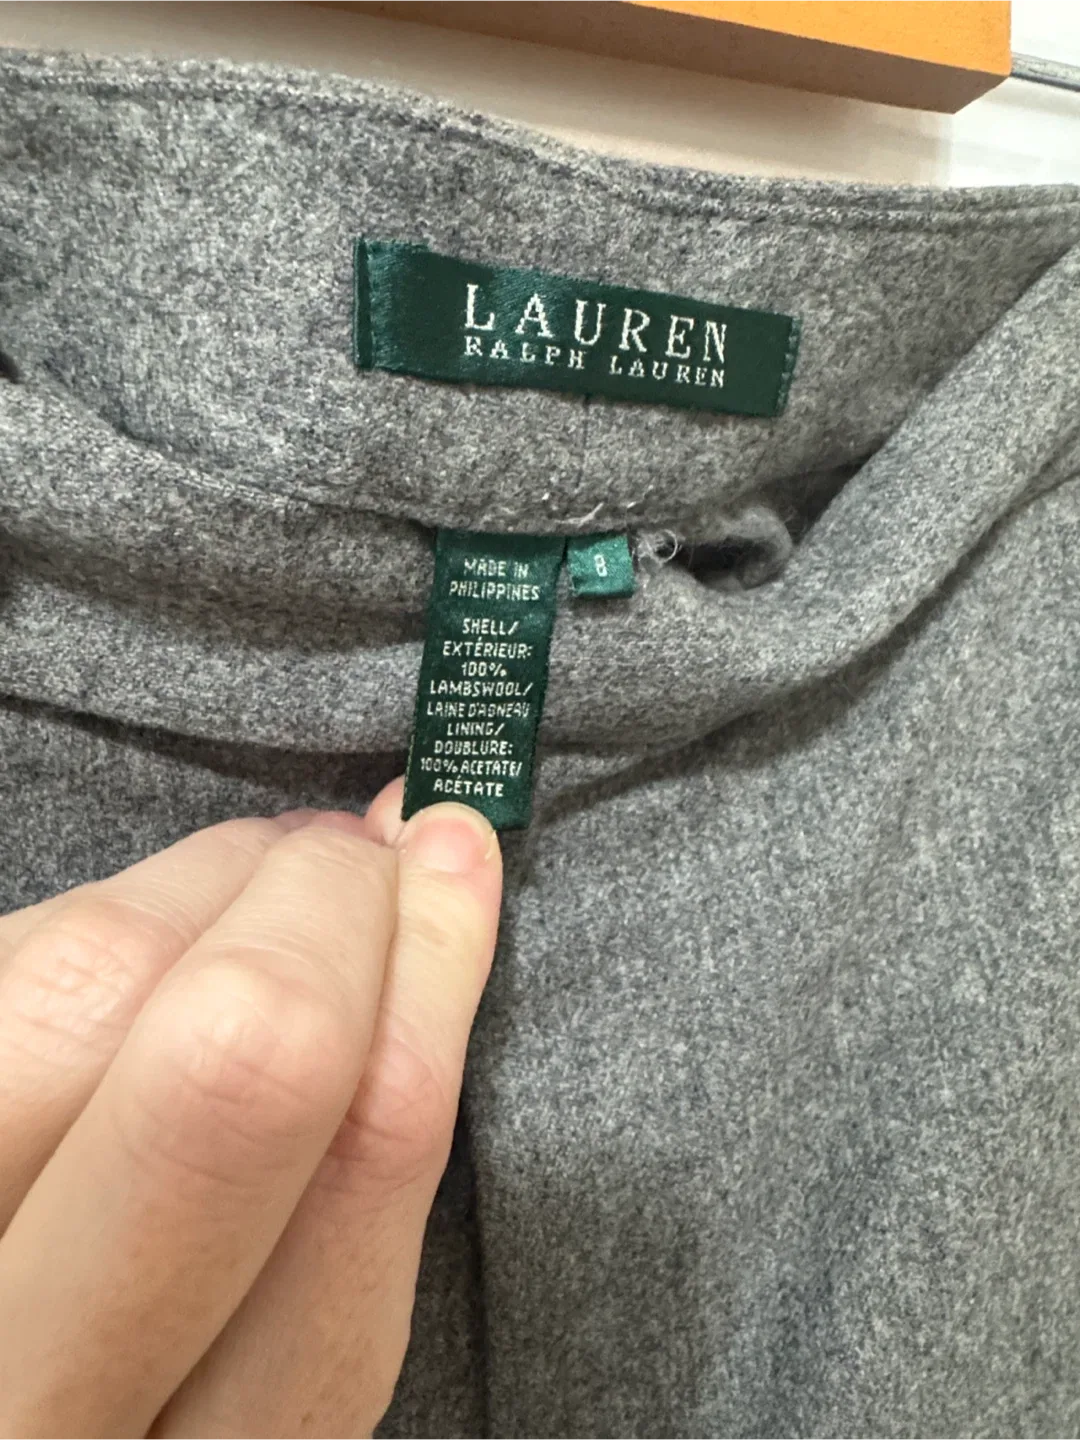 LAUREN
RALPH LAUREN
MADE IN
PHILIPPINES
8
SHELL/
EXTÉRIEUR:
100%
LAMBSWOOL/
LAINE D'AGNEAU
LINING/
DOUBLURE:
100% ACETATE/
ACÉTATE